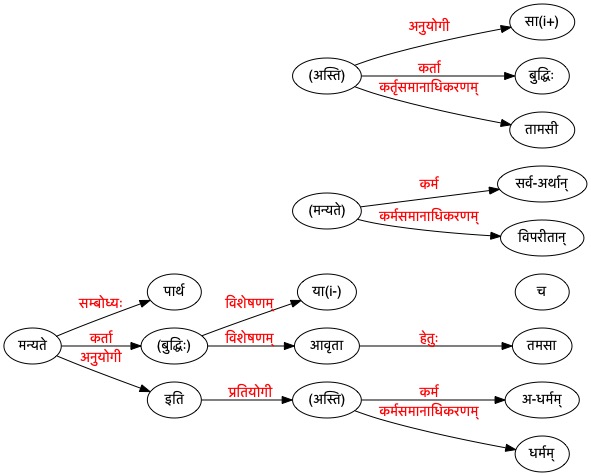 अनुयोगी
सा(i+)
(अस्ति)
कर्ता
बुद्धिः
कर्तृसमानाधिकरणम्
तामसी
कर्म
सर्व-अर्थान्
(मन्यते)
कर्मसमानाधिकरणम्
विपरीतान्
सम्बोध्यः
पार्थ
विशेषणम्
या(i-)
च
मन्यते
कर्ता
(बुद्धिः)
विशेषणम्
आवृता
हेतुः
तमसा
अनुयोगी
इति
प्रतियोगी
(अस्ति)
कर्म
अ-धर्मम्
कर्मसमानाधिकरणम्
धर्मम्